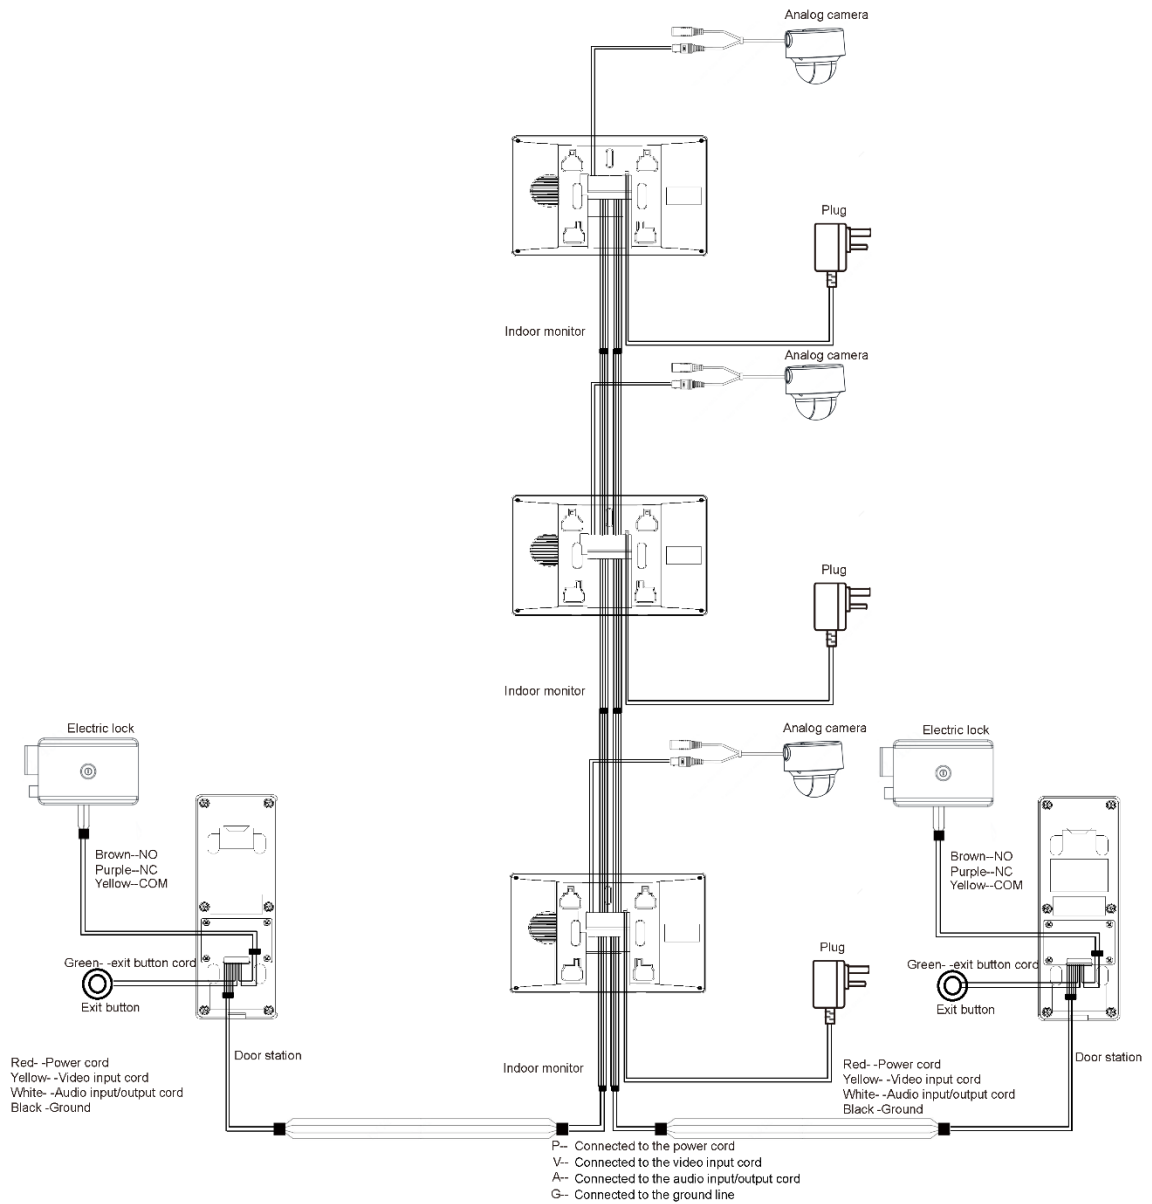 Analog camera
Plug
Indoor monitor
Analog camera
Plug
Indoor monitor
Electric lock
Analog camera
Electric lock
Brown--NO
Purple--NC
Yellow--COM
Brown--NO
Purple--NC
Yellow--COM
Plug
Green- -exit button cord
Exit button
Green- -exit button cord
Exit button
Door station
Indoor monitor
Door station
Red- -Power cord
Yellow- -Video input cord
White- -Audio input/output cord
Black -Ground
Red- -Power cord
Yellow- -Video input cord
White- -Audio input/output cord
Black -Ground
P-- Connected to the power cord
V-- Connected to the video input cord
A-- Connected to the audio input/output cord
G-- Connected to the ground line